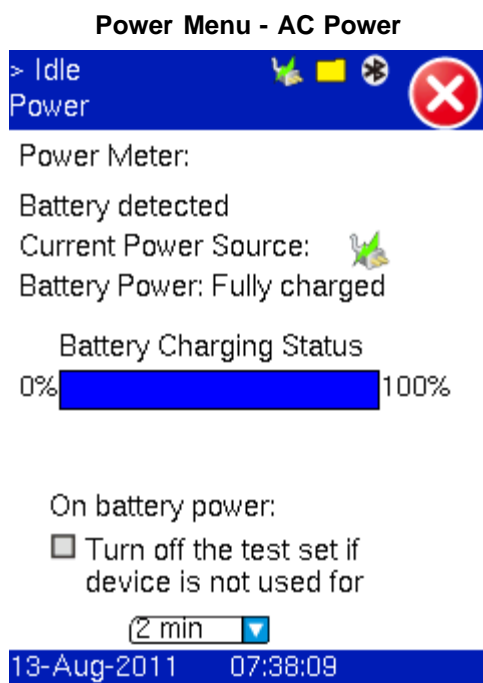 Power Menu - AC Power
> Idle
Power
Power Meter:
Battery detected
Current Power Source:
Battery Power: Fully charged
Battery Charging Status
0% 100%
On battery power:
Turn off the test set if
device is not used for
2 min
13-Aug-2011 07:38:09